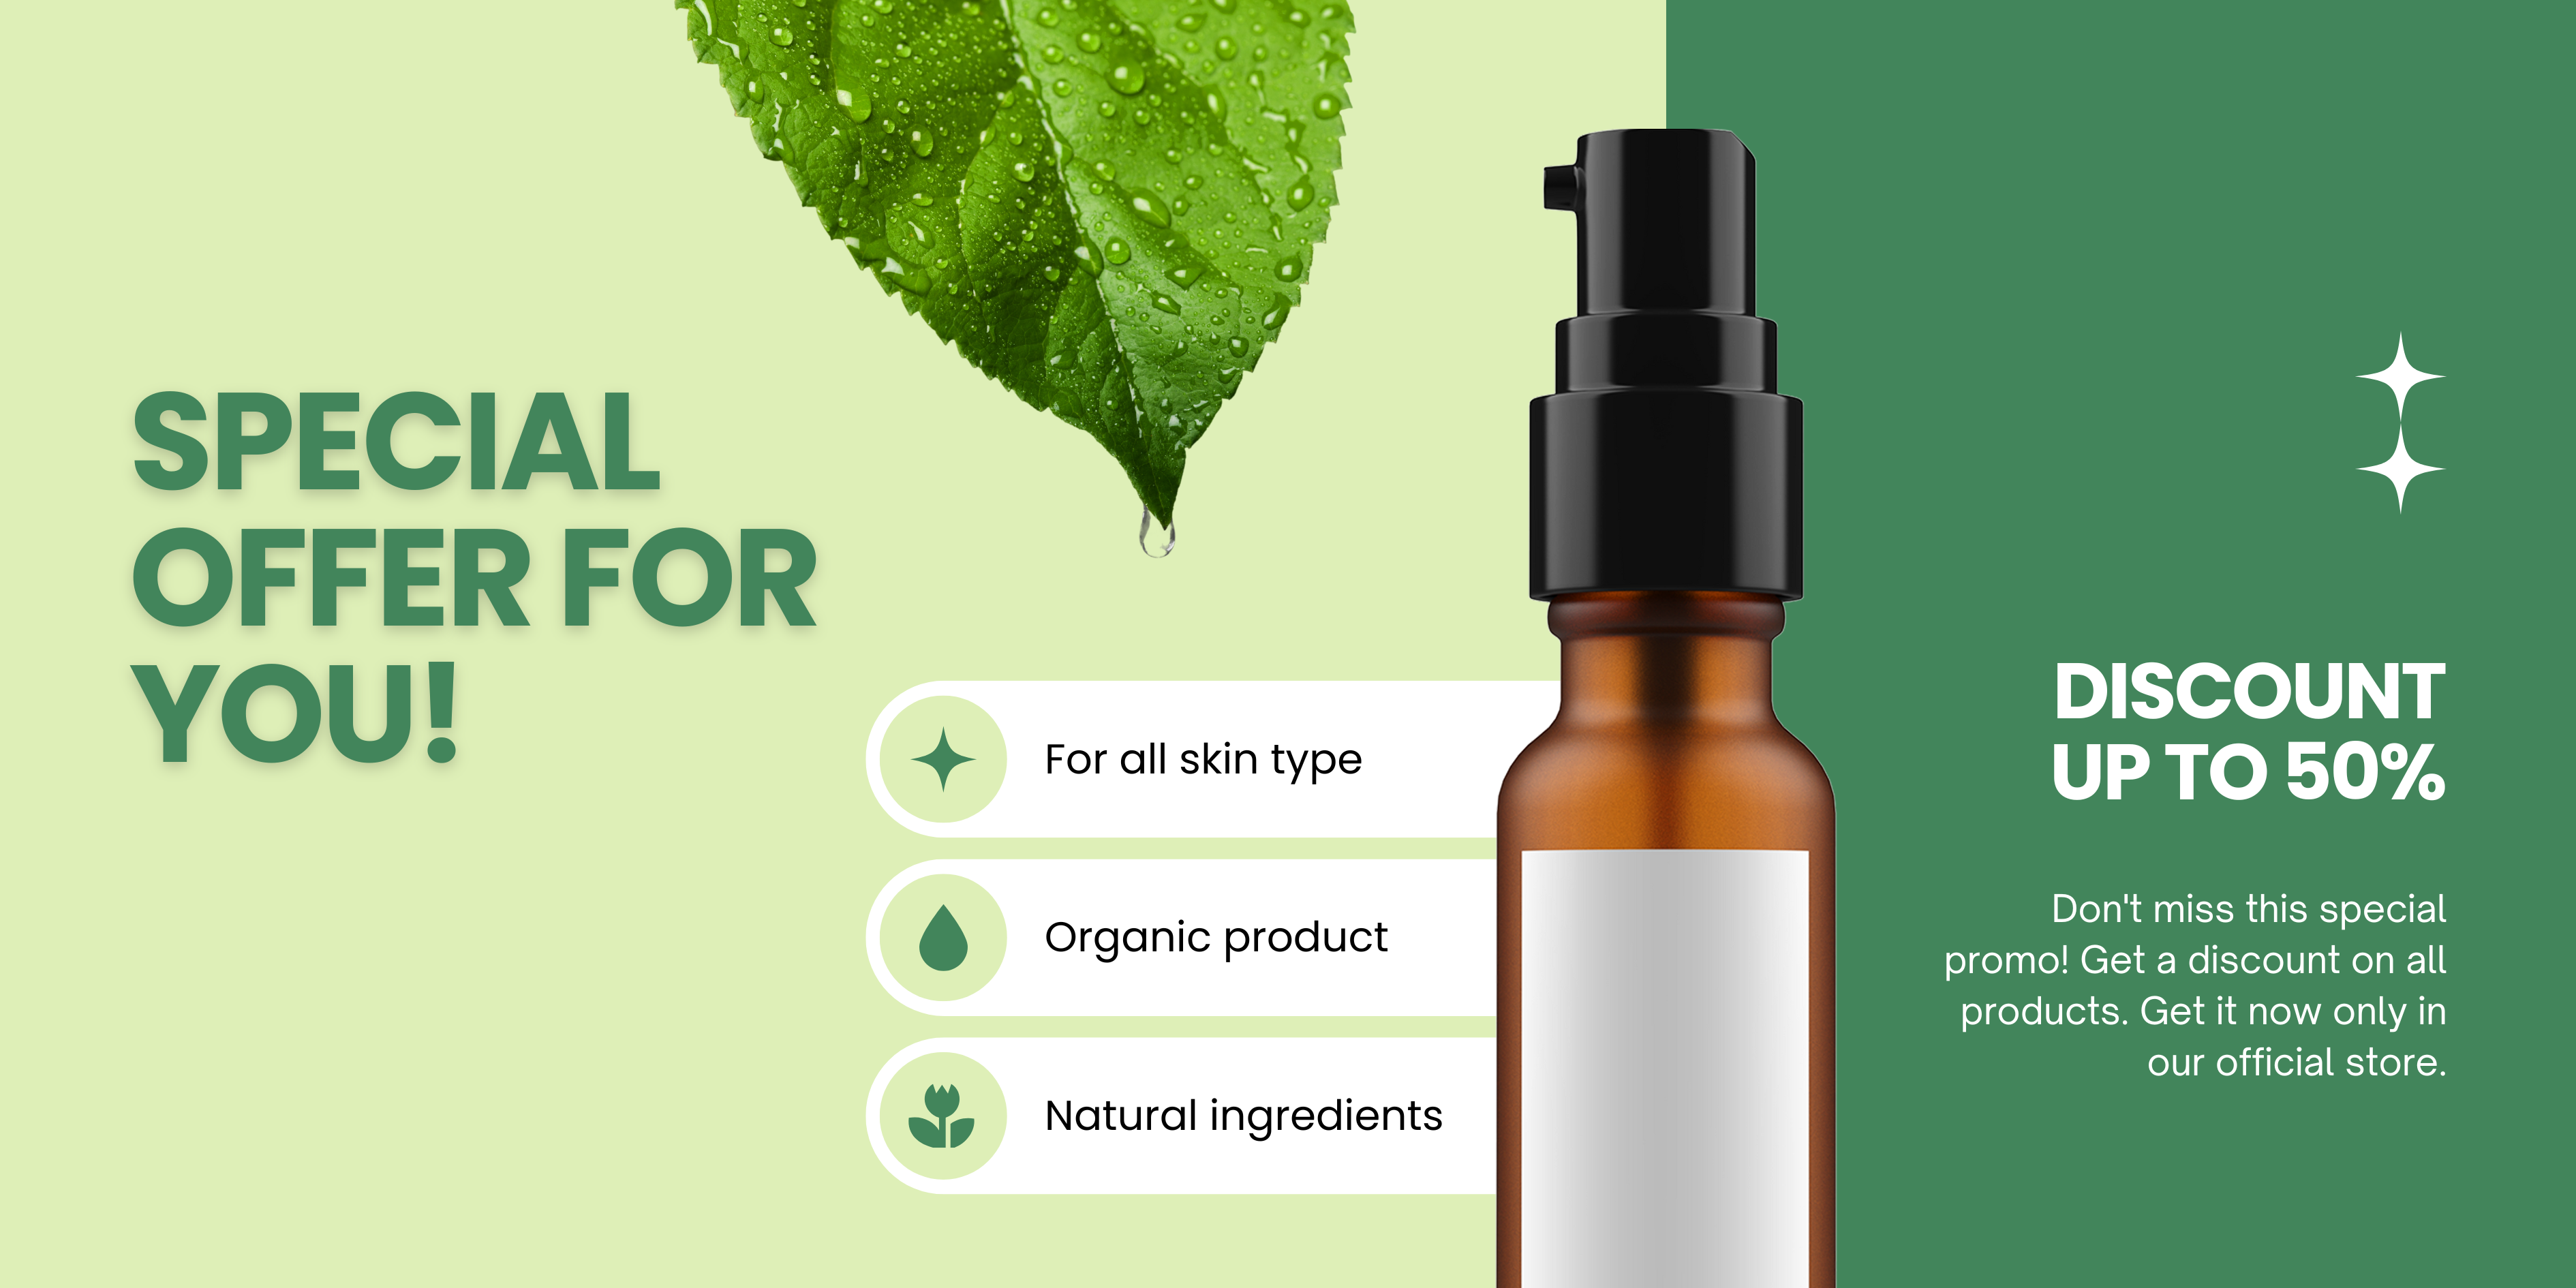 SPECIAL
OFFER FOR
YOU!
For all skin type
Organic product
Natural ingredients
DISCOUNT
UP TO 50%
Don't miss this special
promo! Get a discount on all
products. Get it now only in
our official store.